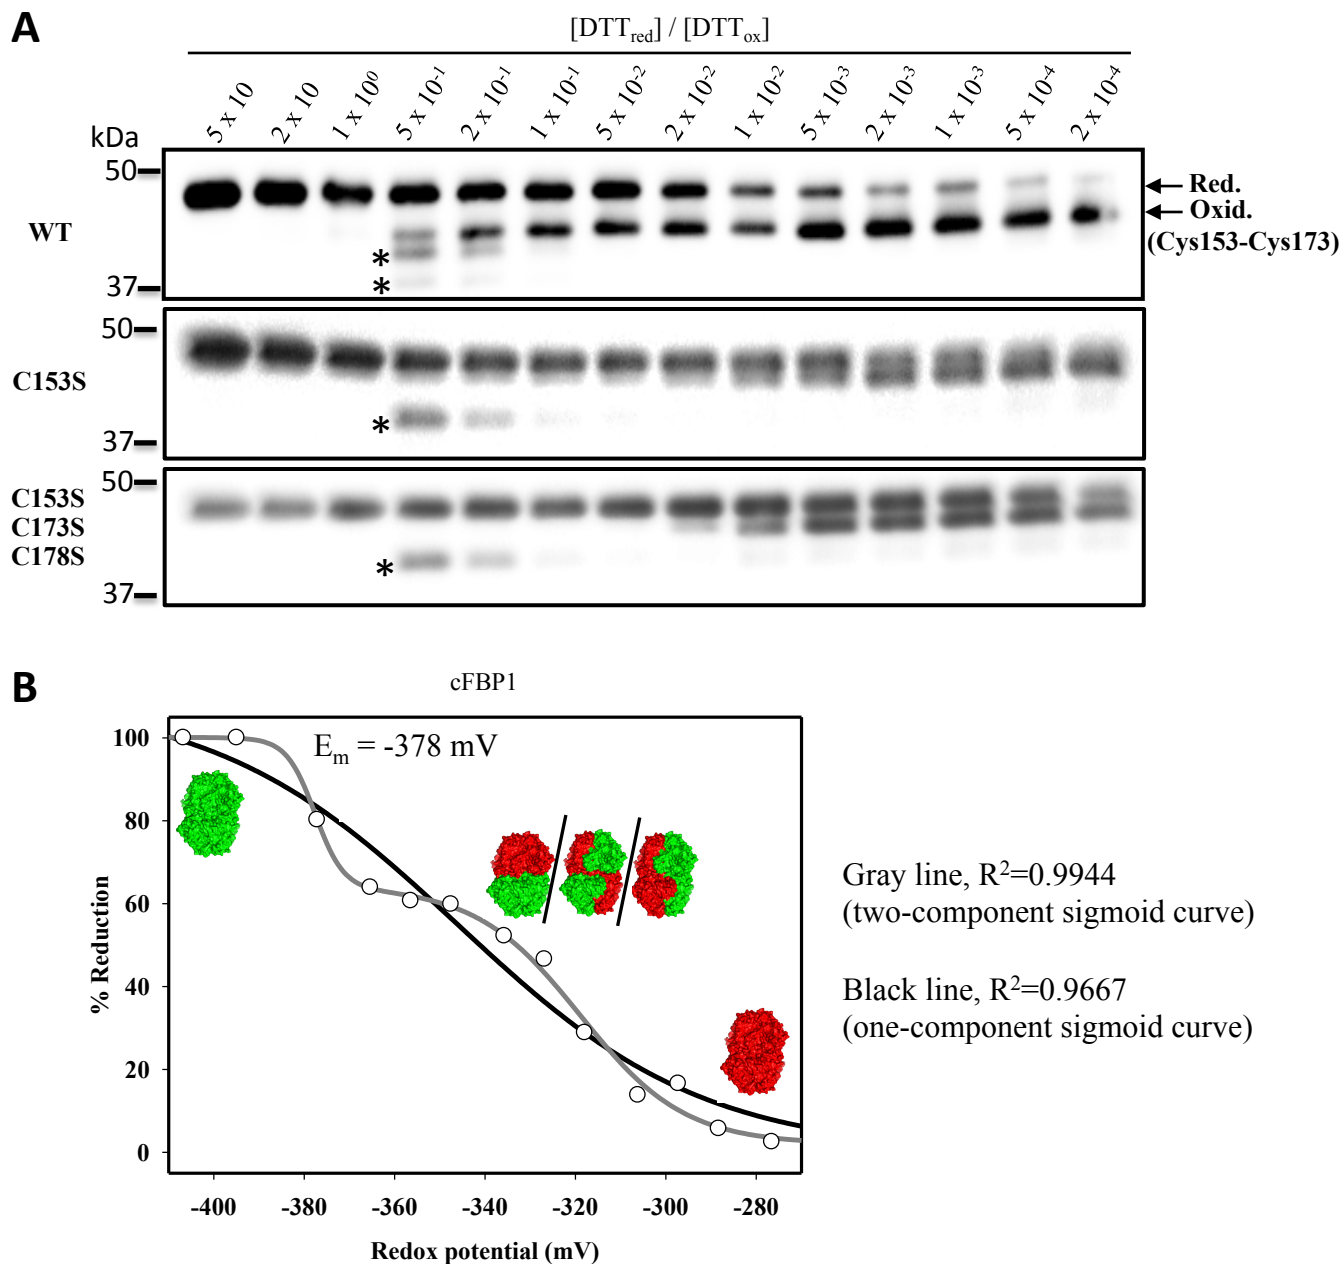 A
[DTTred] / [DTTox]
5 x 10
2 x 10
1 x 10⁰
5 x 10⁻¹
2 x 10⁻¹
1 x 10⁻¹
5 x 10⁻²
2 x 10⁻²
1 x 10⁻²
5 x 10⁻³
2 x 10⁻³
1 x 10⁻³
5 x 10⁻⁴
2 x 10⁻⁴
kDa
50
Red.
Oxid.
(Cys153-Cys173)
WT
*
*
37
50
C153S
*
37
50
C153S
C173S
C178S
*
37
B
cFBP1
Em = -378 mV
100
80
60
40
20
0
% Reduction
-400
-380
-360
-340
-320
-300
-280
Redox potential (mV)
Gray line, R²=0.9944
(two-component sigmoid curve)
Black line, R²=0.9667
(one-component sigmoid curve)